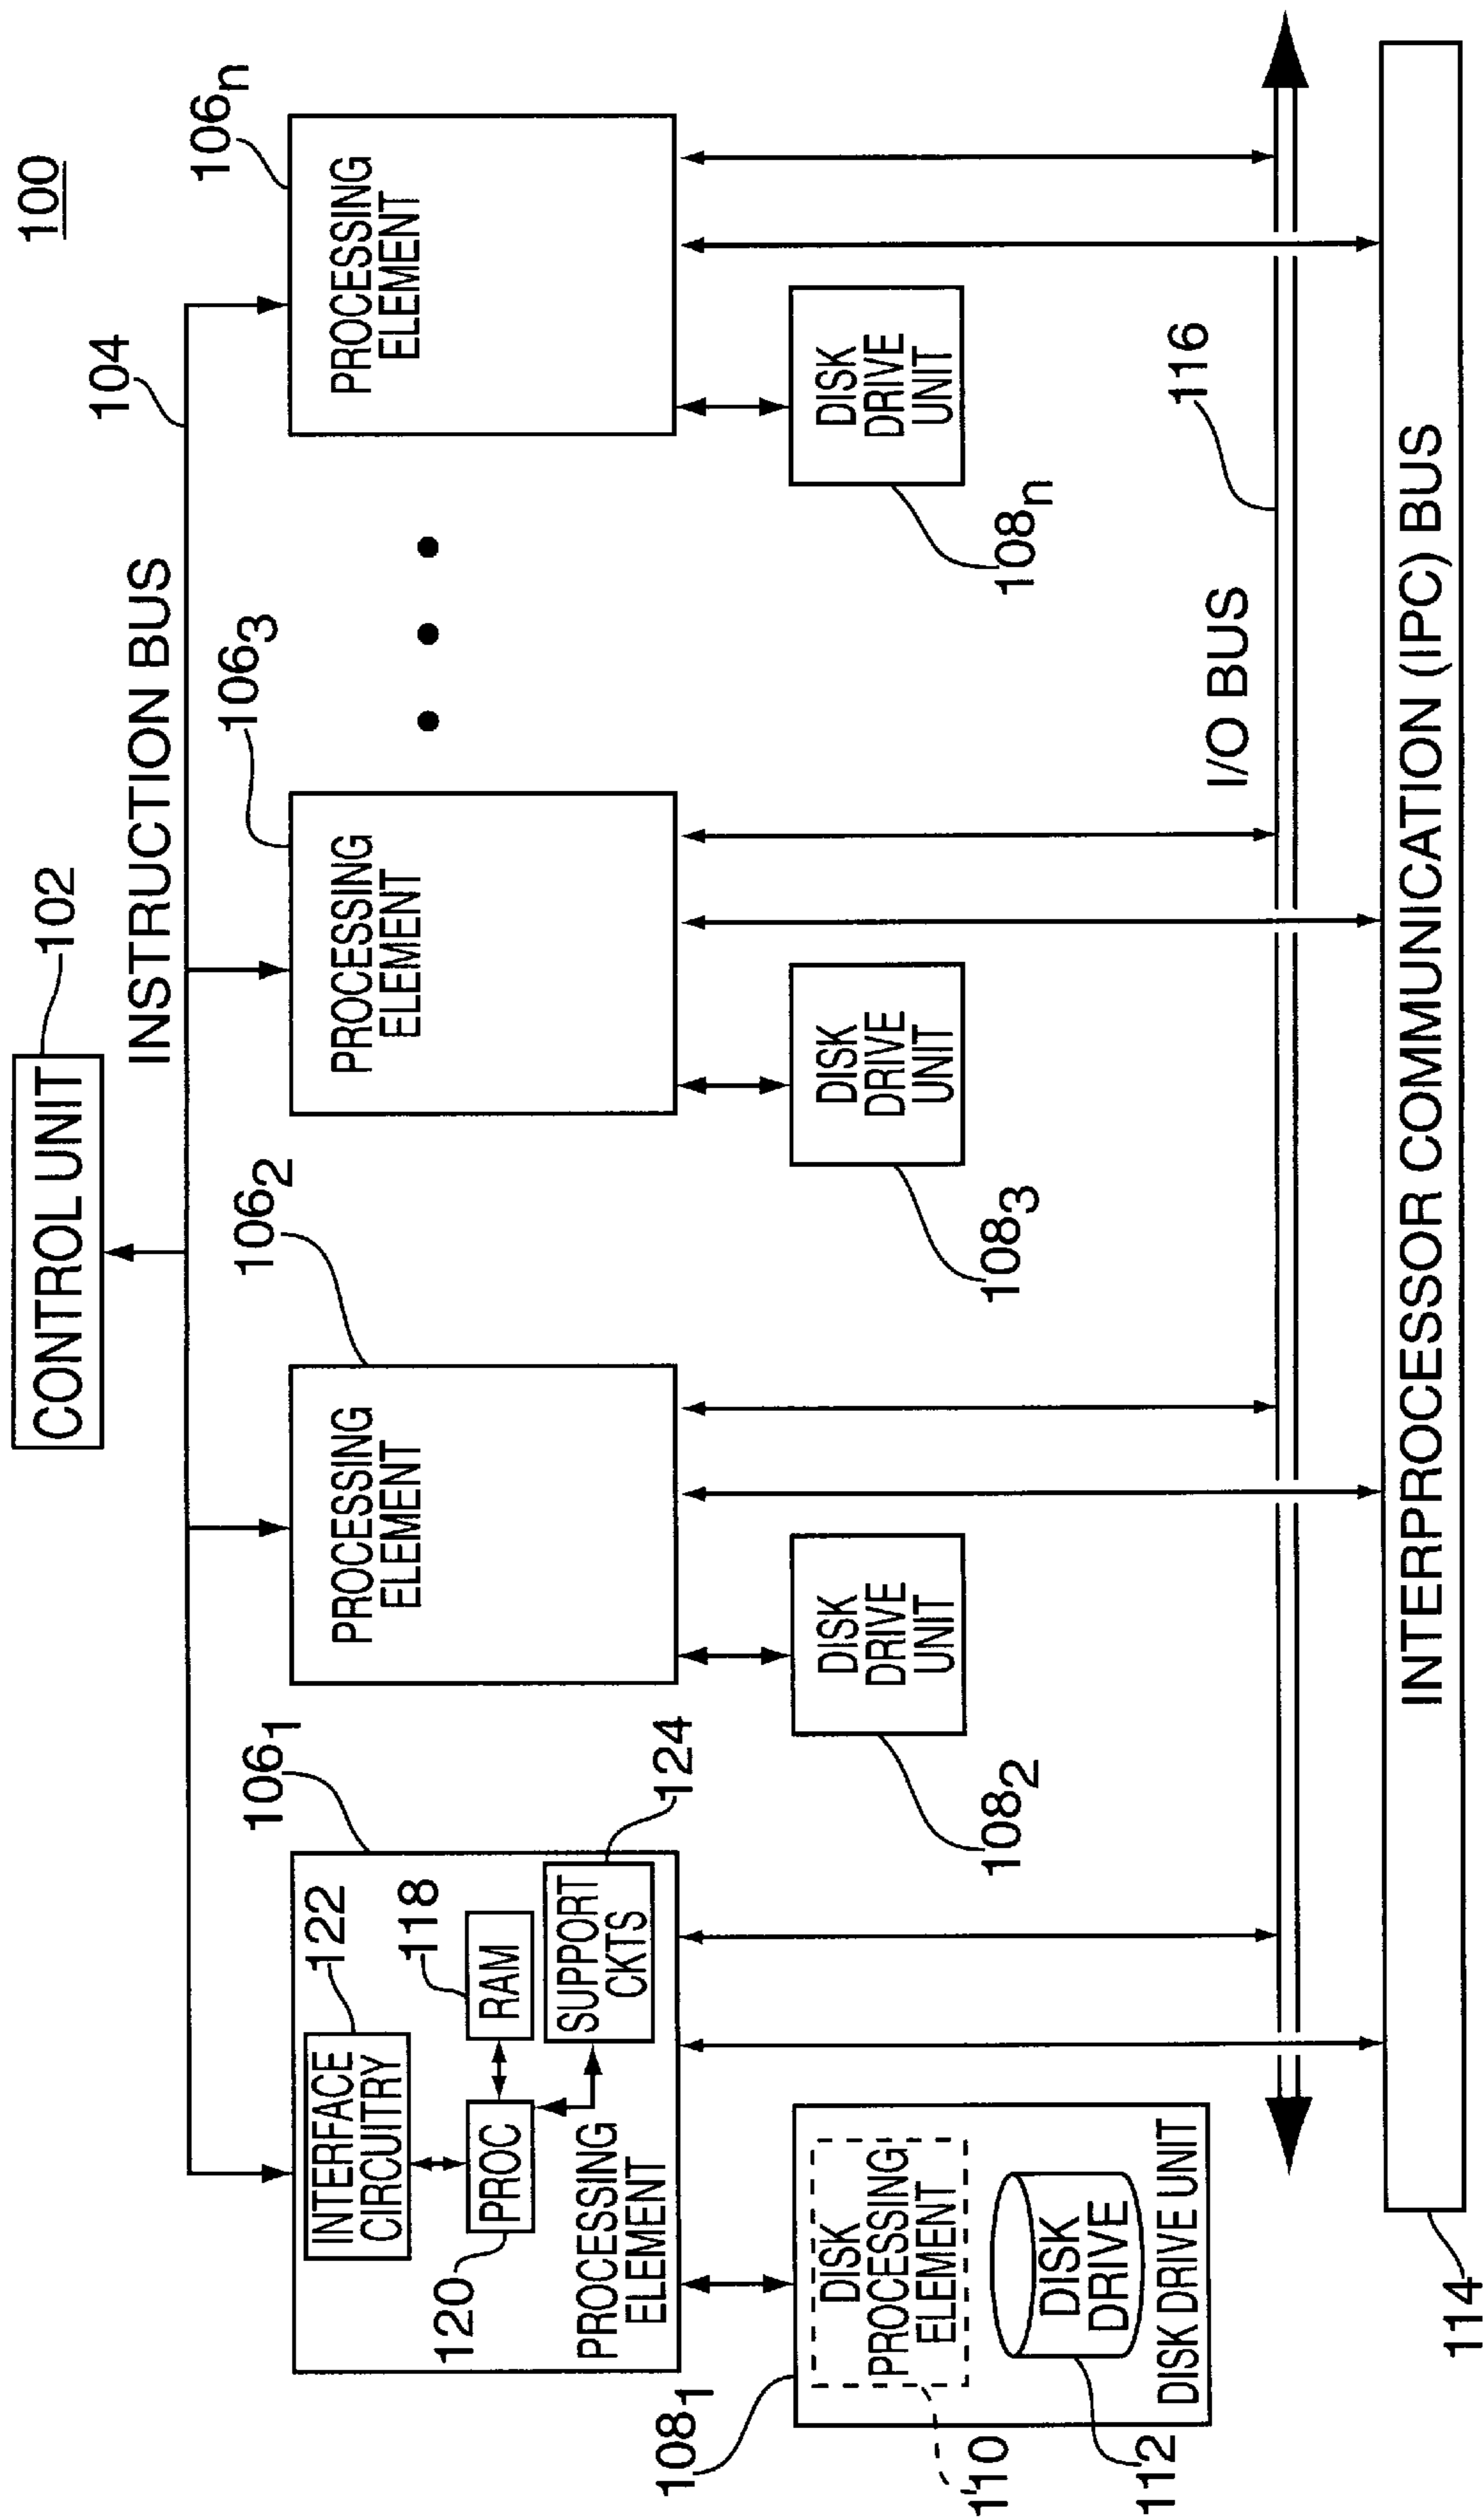 100
CONTROL UNIT
102
INSTRUCTION BUS
104
106₁
106₂
106₃
106ₙ
INTERFACE
CIRCUITRY
122
118
RAM
PROC
120
SUPPORT
CKTS
124
PROCESSING
ELEMENT
PROCESSING
ELEMENT
PROCESSING
ELEMENT
PROCESSING
ELEMENT
108₁
DISK
PROCESSING
ELEMENT
110
DISK
DRIVE
112
DISK DRIVE UNIT
DISK
DRIVE
UNIT
108₂
DISK
DRIVE
UNIT
108₃
DISK
DRIVE
UNIT
108ₙ
I/O BUS
116
INTERPROCESSOR COMMUNICATION (IPC) BUS
114